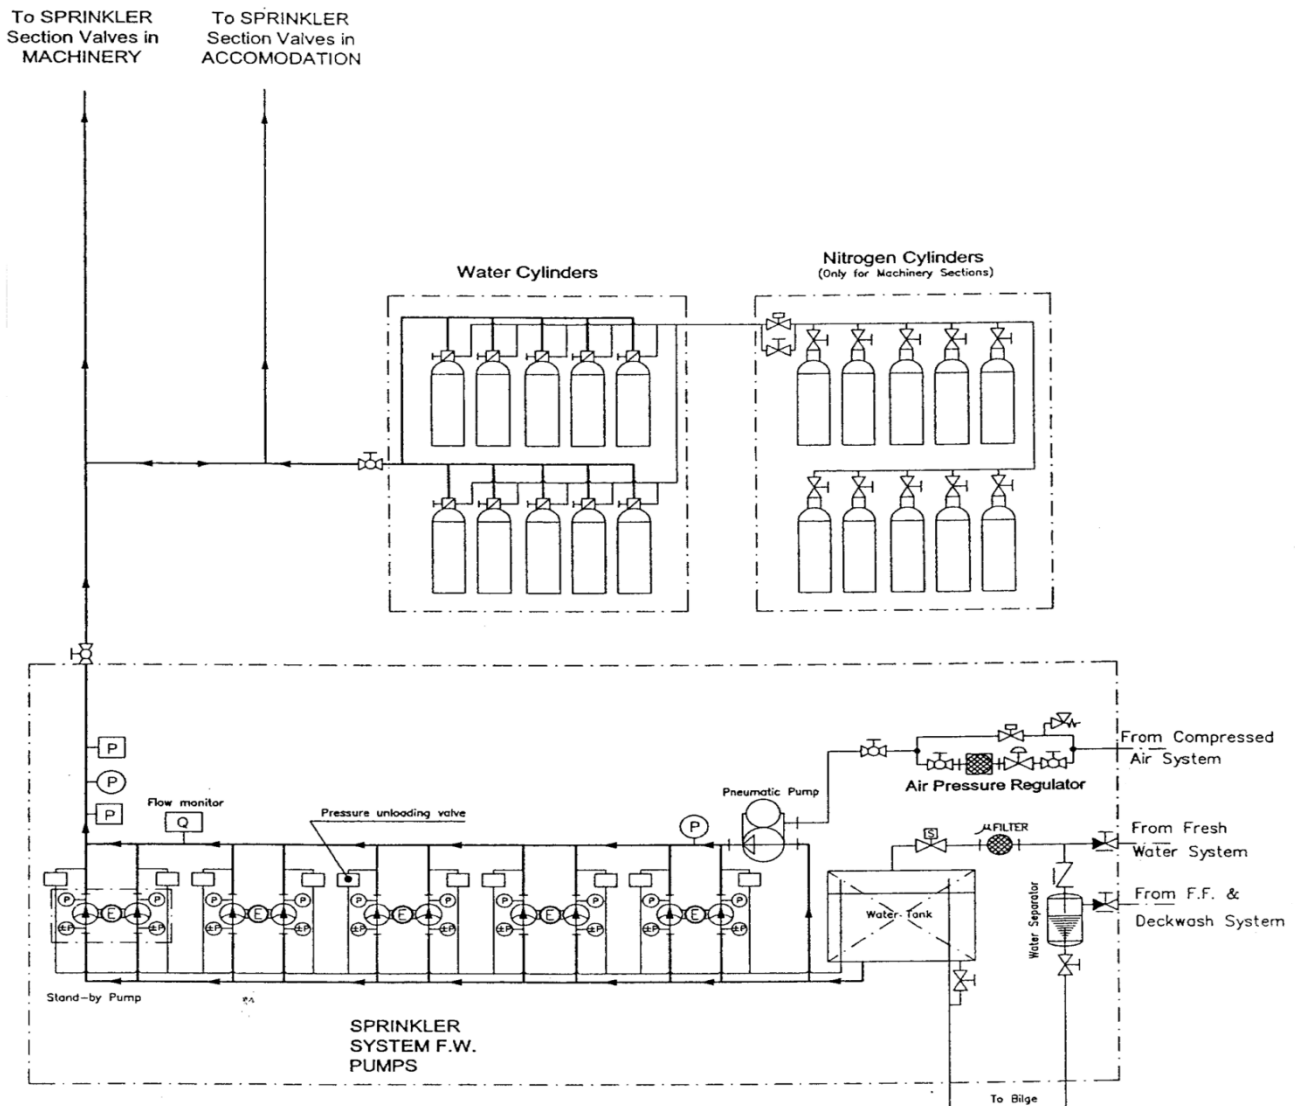 To SPRINKLER
Section Valves in
MACHINERY
To SPRINKLER
Section Valves in
ACCOMODATION
Water Cylinders
Nitrogen Cylinders
(Only for Machinery Sections)
P
P
P
Flow monitor
Q
Pressure unloading valve
P
Pneumatic Pump
Air Pressure Regulator
From Compressed
Air System
S
µFILTER
From Fresh
Water System
From F.F. &
Deckwash System
Water Separator
Water Tank
P
E
P
P
E
P
P
E
P
P
E
P
P
E
P
±P
±P
±P
±P
±P
±P
±P
±P
±P
±P
Stand-by Pump
SPRINKLER
SYSTEM F.W.
PUMPS
To Bilge